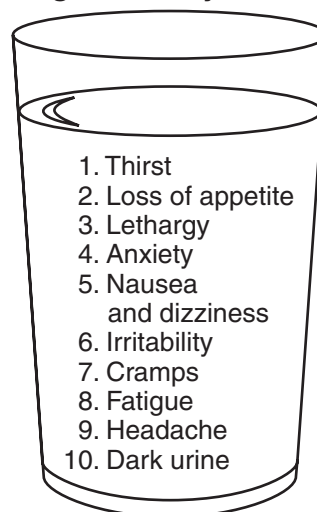 1. Thirst
2. Loss of appetite
3. Lethargy
4. Anxiety
5. Nausea
and dizziness
6. Irritability
7. Cramps
8. Fatigue
9. Headache
10. Dark urine